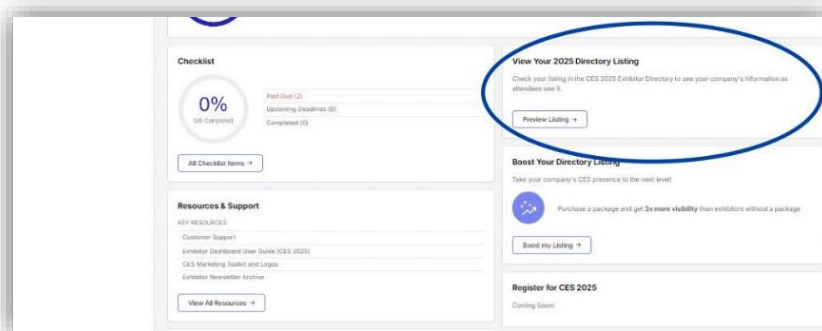 Checklist
0%
0/8 Completed
Past Due (2)
Upcoming Deadlines (6)
Completed (0)
All Checklist Items →
Resources & Support
KEY RESOURCES
Customer Support
Exhibitor Dashboard User Guide (CES 2025)
CES Marketing Toolkit and Logos
Exhibitor Newsletter Archive
View All Resources →
View Your 2025 Directory Listing
Check your listing in the CES 2025 Exhibitor Directory to see your company's information as
attendees see it.
Preview Listing →
Boost Your Directory Listing
Take your company's CES presence to the next level!
Purchase a package and get 3x more visibility than exhibitors without a package
Boost my Listing →
Register for CES 2025
Coming Soon!